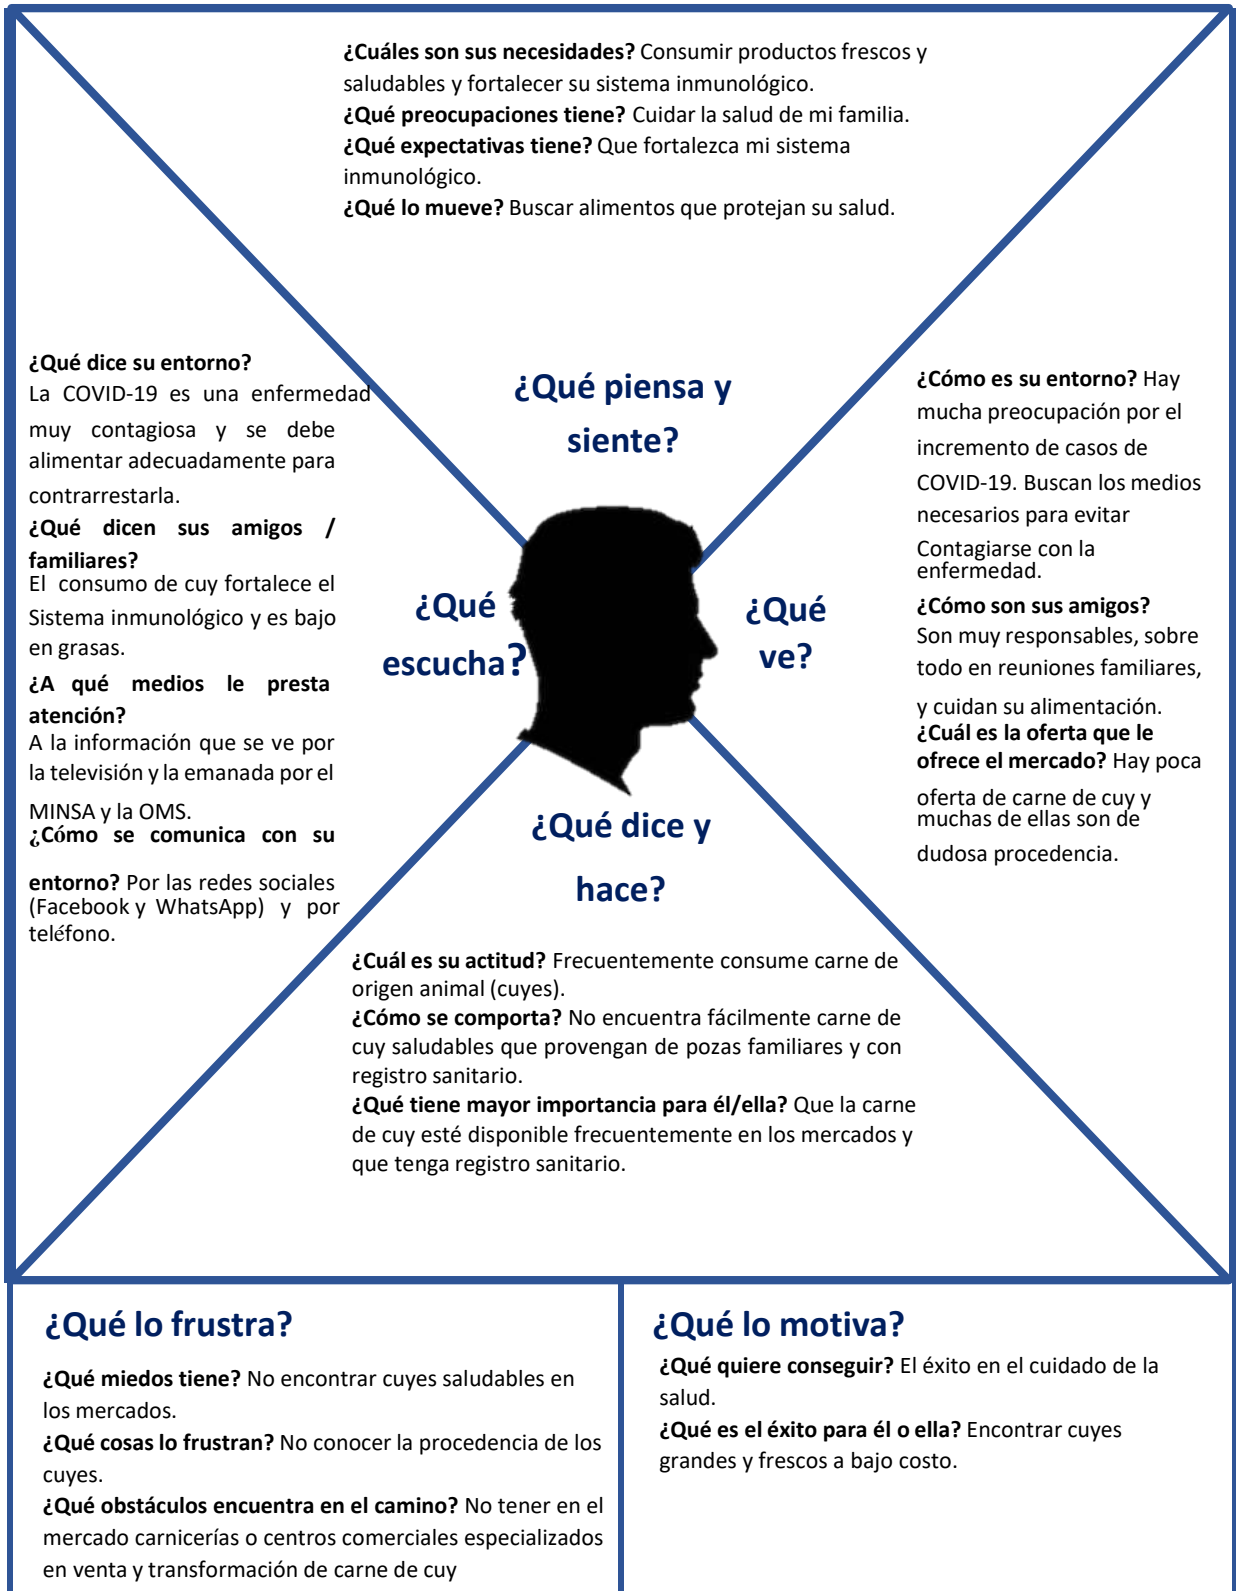 ¿Cuáles son sus necesidades? Consumir productos frescos y
saludables y fortalecer su sistema inmunológico.
¿Qué preocupaciones tiene? Cuidar la salud de mi familia.
¿Qué expectativas tiene? Que fortalezca mi sistema
inmunológico.
¿Qué lo mueve? Buscar alimentos que protejan su salud.
¿Qué piensa y
siente?
¿Qué dice su entorno?
La COVID-19 es una enfermedad
muy contagiosa y se debe
alimentar adecuadamente para
contrarrestarla.
¿Qué dicen sus amigos /
familiares?
El consumo de cuy fortalece el
Sistema inmunológico y es bajo
en grasas.
¿A qué medios le presta
atención?
A la información que se ve por
la televisión y la emanada por el
MINSA y la OMS.
¿Cómo se comunica con su
entorno? Por las redes sociales
(Facebook y WhatsApp) y por
teléfono.
¿Qué
escucha?
¿Qué
ve?
¿Cómo es su entorno? Hay
mucha preocupación por el
incremento de casos de
COVID-19. Buscan los medios
necesarios para evitar
Contagiarse con la
enfermedad.
¿Cómo son sus amigos?
Son muy responsables, sobre
todo en reuniones familiares,
y cuidan su alimentación.
¿Cuál es la oferta que le
ofrece el mercado? Hay poca
oferta de carne de cuy y
muchas de ellas son de
dudosa procedencia.
¿Qué dice y
hace?
¿Cuál es su actitud? Frecuentemente consume carne de
origen animal (cuyes).
¿Cómo se comporta? No encuentra fácilmente carne de
cuy saludables que provengan de pozas familiares y con
registro sanitario.
¿Qué tiene mayor importancia para él/ella? Que la carne
de cuy esté disponible frecuentemente en los mercados y
que tenga registro sanitario.
¿Qué lo frustra?
¿Qué miedos tiene? No encontrar cuyes saludables en
los mercados.
¿Qué cosas lo frustran? No conocer la procedencia de los
cuyes.
¿Qué obstáculos encuentra en el camino? No tener en el
mercado carnicerías o centros comerciales especializados
en venta y transformación de carne de cuy
¿Qué lo motiva?
¿Qué quiere conseguir? El éxito en el cuidado de la
salud.
¿Qué es el éxito para él o ella? Encontrar cuyes
grandes y frescos a bajo costo.